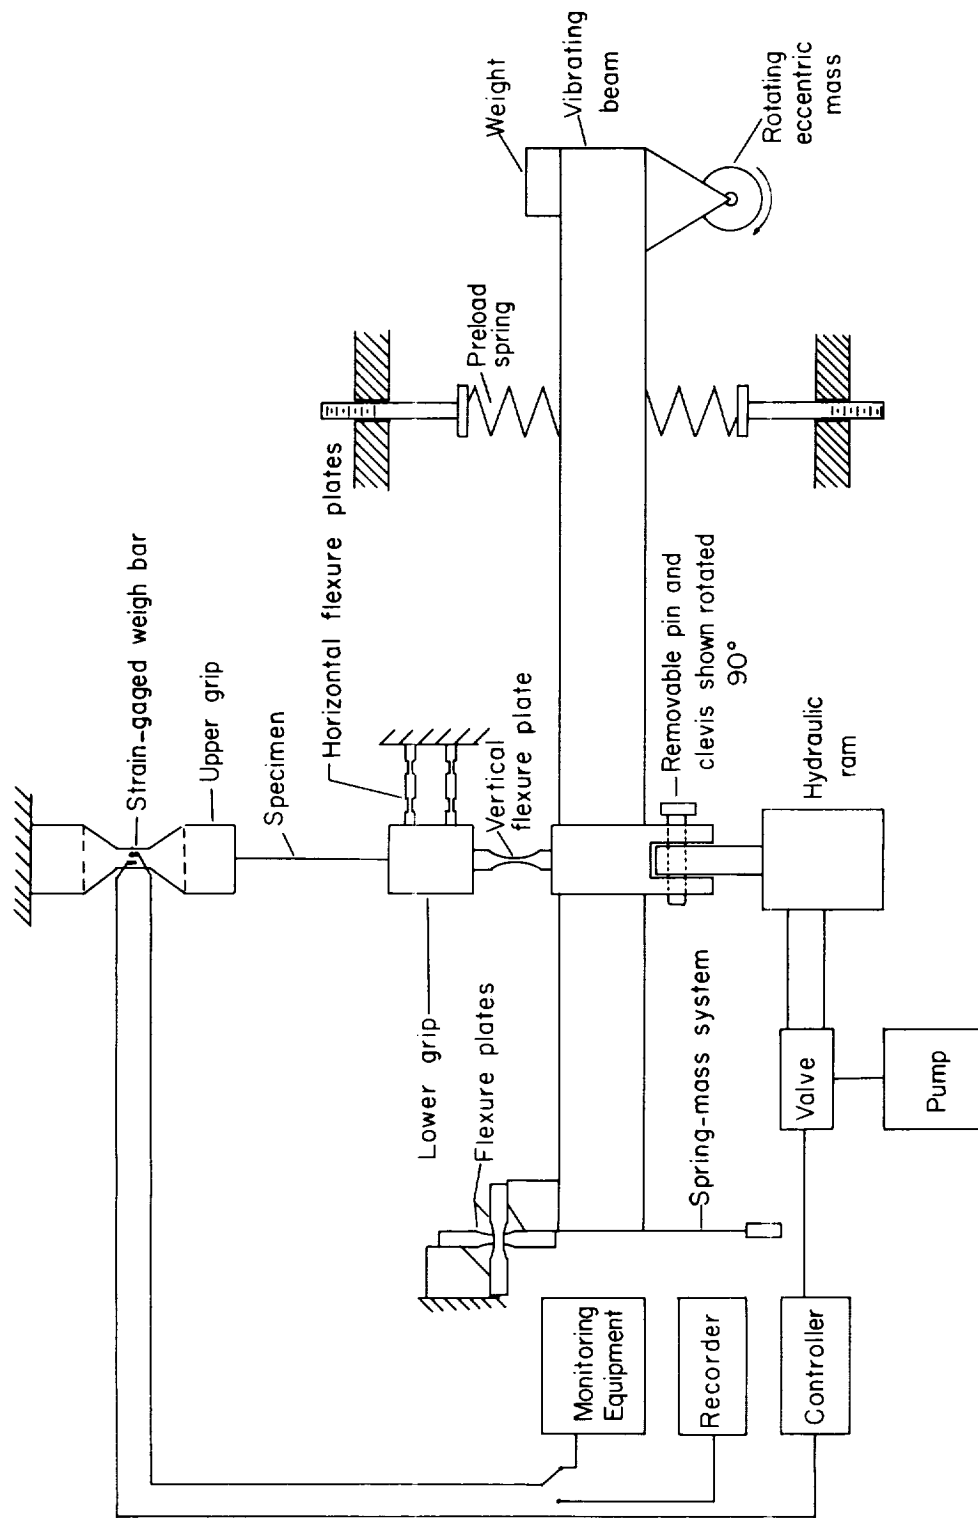 Strain-gaged weigh bar
Upper grip
Specimen
Horizontal flexure plates
Lower grip
Vertical
flexure plate
Flexure plates
Preload
spring
Weight
Vibrating
beam
Rotating
eccentric
mass
Removable pin and
clevis shown rotated
90°
Spring-mass system
Hydraulic
ram
Monitoring
Equipment
Recorder
Controller
Valve
Pump